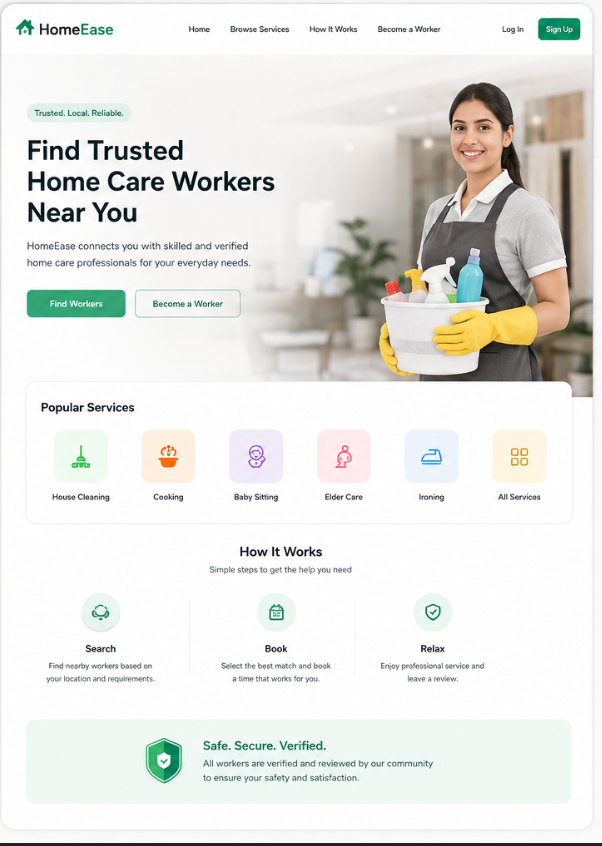 HomeEase
Home
Browse Services
How It Works
Become a Worker
Log In
Sign Up
Trusted. Local. Reliable.
Find Trusted
Home Care Workers
Near You
HomeEase connects you with skilled and verified
home care professionals for your everyday needs.
Find Workers
Become a Worker
Popular Services
House Cleaning
Cooking
Baby Sitting
Elder Care
Ironing
All Services
How It Works
Simple steps to get the help you need
Search
Find nearby workers based on
your location and requirements.
Book
Select the best match and book
a time that works for you.
Relax
Enjoy professional service and
leave a review.
Safe. Secure. Verified.
All workers are verified and reviewed by our community
to ensure your safety and satisfaction.